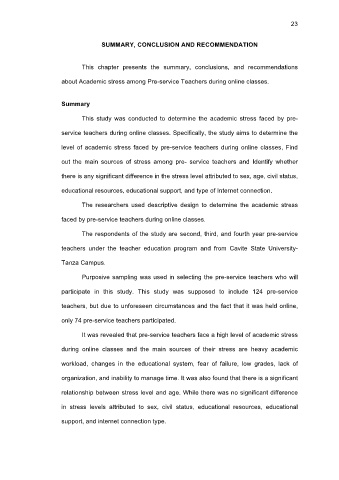 23
SUMMARY, CONCLUSION AND RECOMMENDATION
This chapter presents the summary, conclusions, and recommendations
about Academic stress among Pre-service Teachers during online classes.
Summary
This study was conducted to determine the academic stress faced by pre-
service teachers during online classes. Specifically, the study aims to determine the
level of academic stress faced by pre-service teachers during online classes, Find
out the main sources of stress among pre- service teachers and Identify whether
there is any significant difference in the stress level attributed to sex, age, civil status,
educational resources, educational support, and type of Internet connection.
The researchers used descriptive design to determine the academic stress
faced by pre-service teachers during online classes.
The respondents of the study are second, third, and fourth year pre-service
teachers under the teacher education program and from Cavite State University-
Tanza Campus.
Purposive sampling was used in selecting the pre-service teachers who will
participate in this study. This study was supposed to include 124 pre-service
teachers, but due to unforeseen circumstances and the fact that it was held online,
only 74 pre-service teachers participated.
It was revealed that pre-service teachers face a high level of academic stress
during online classes and the main sources of their stress are heavy academic
workload, changes in the educational system, fear of failure, low grades, lack of
organization, and inability to manage time. It was also found that there is a significant
relationship between stress level and age. While there was no significant difference
in stress levels attributed to sex, civil status, educational resources, educational
support, and internet connection type.